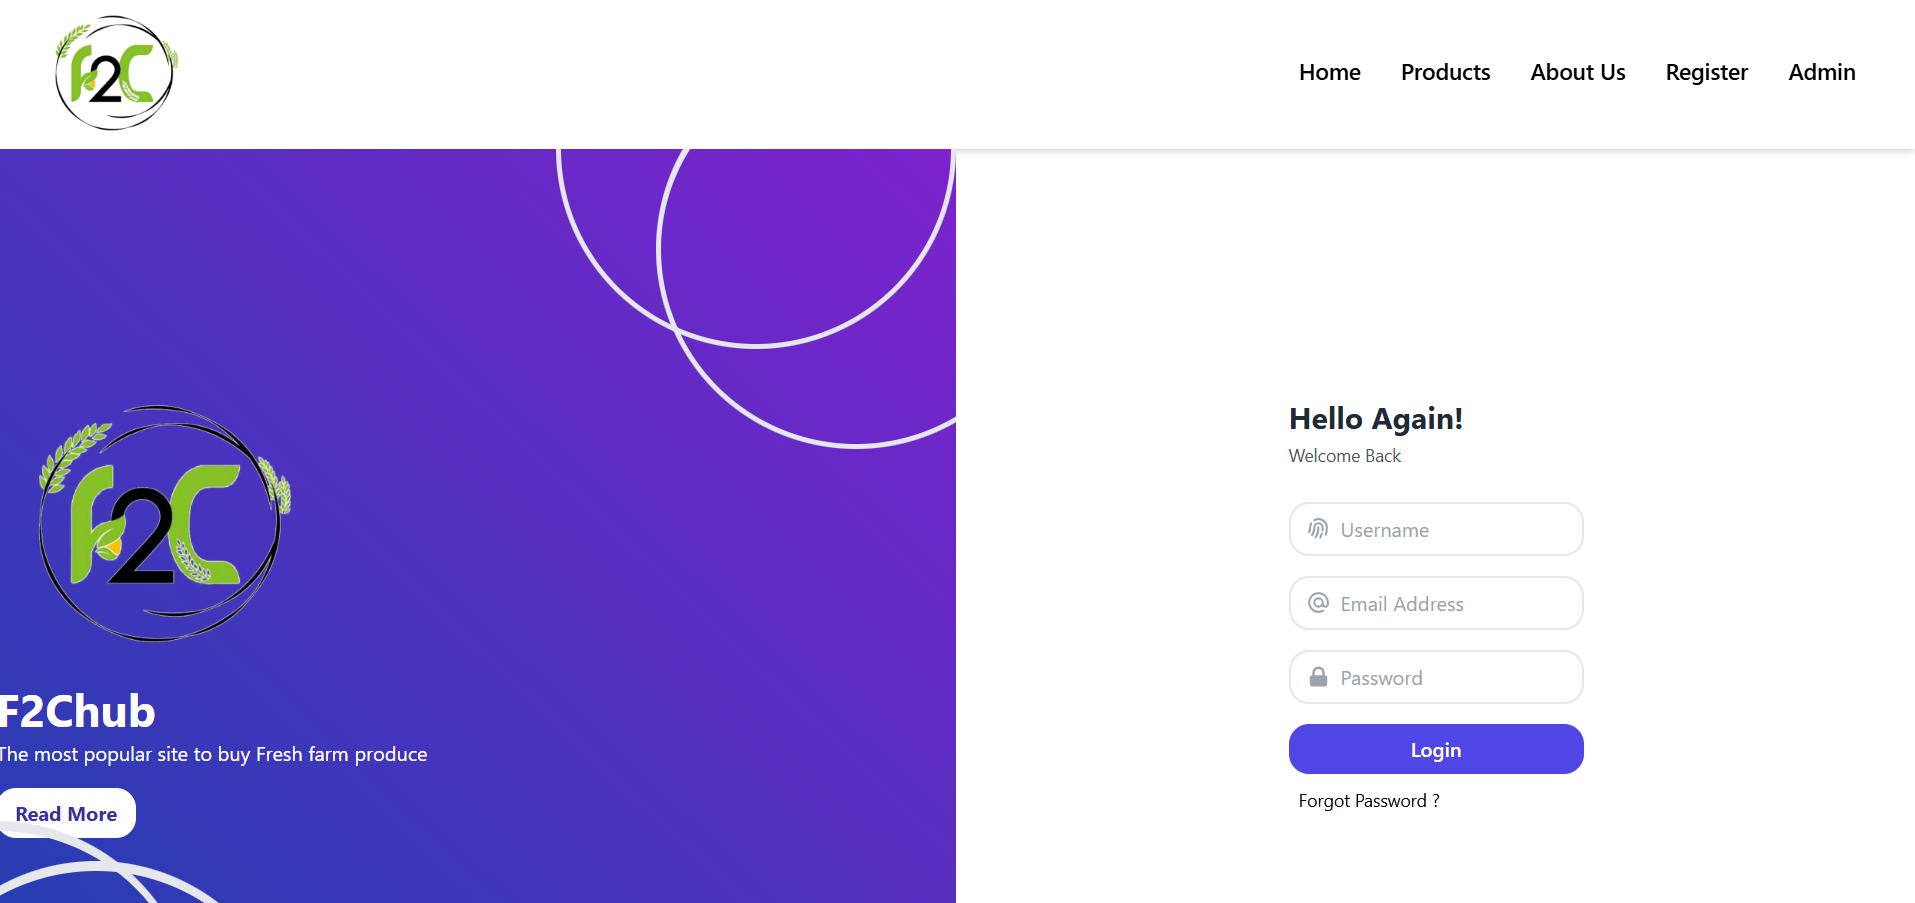 F2C
Home Products About Us Register Admin
F2C
F2Chub
The most popular site to buy Fresh farm produce
Read More
Hello Again!
Welcome Back
Username
Email Address
Password
Login
Forgot Password ?